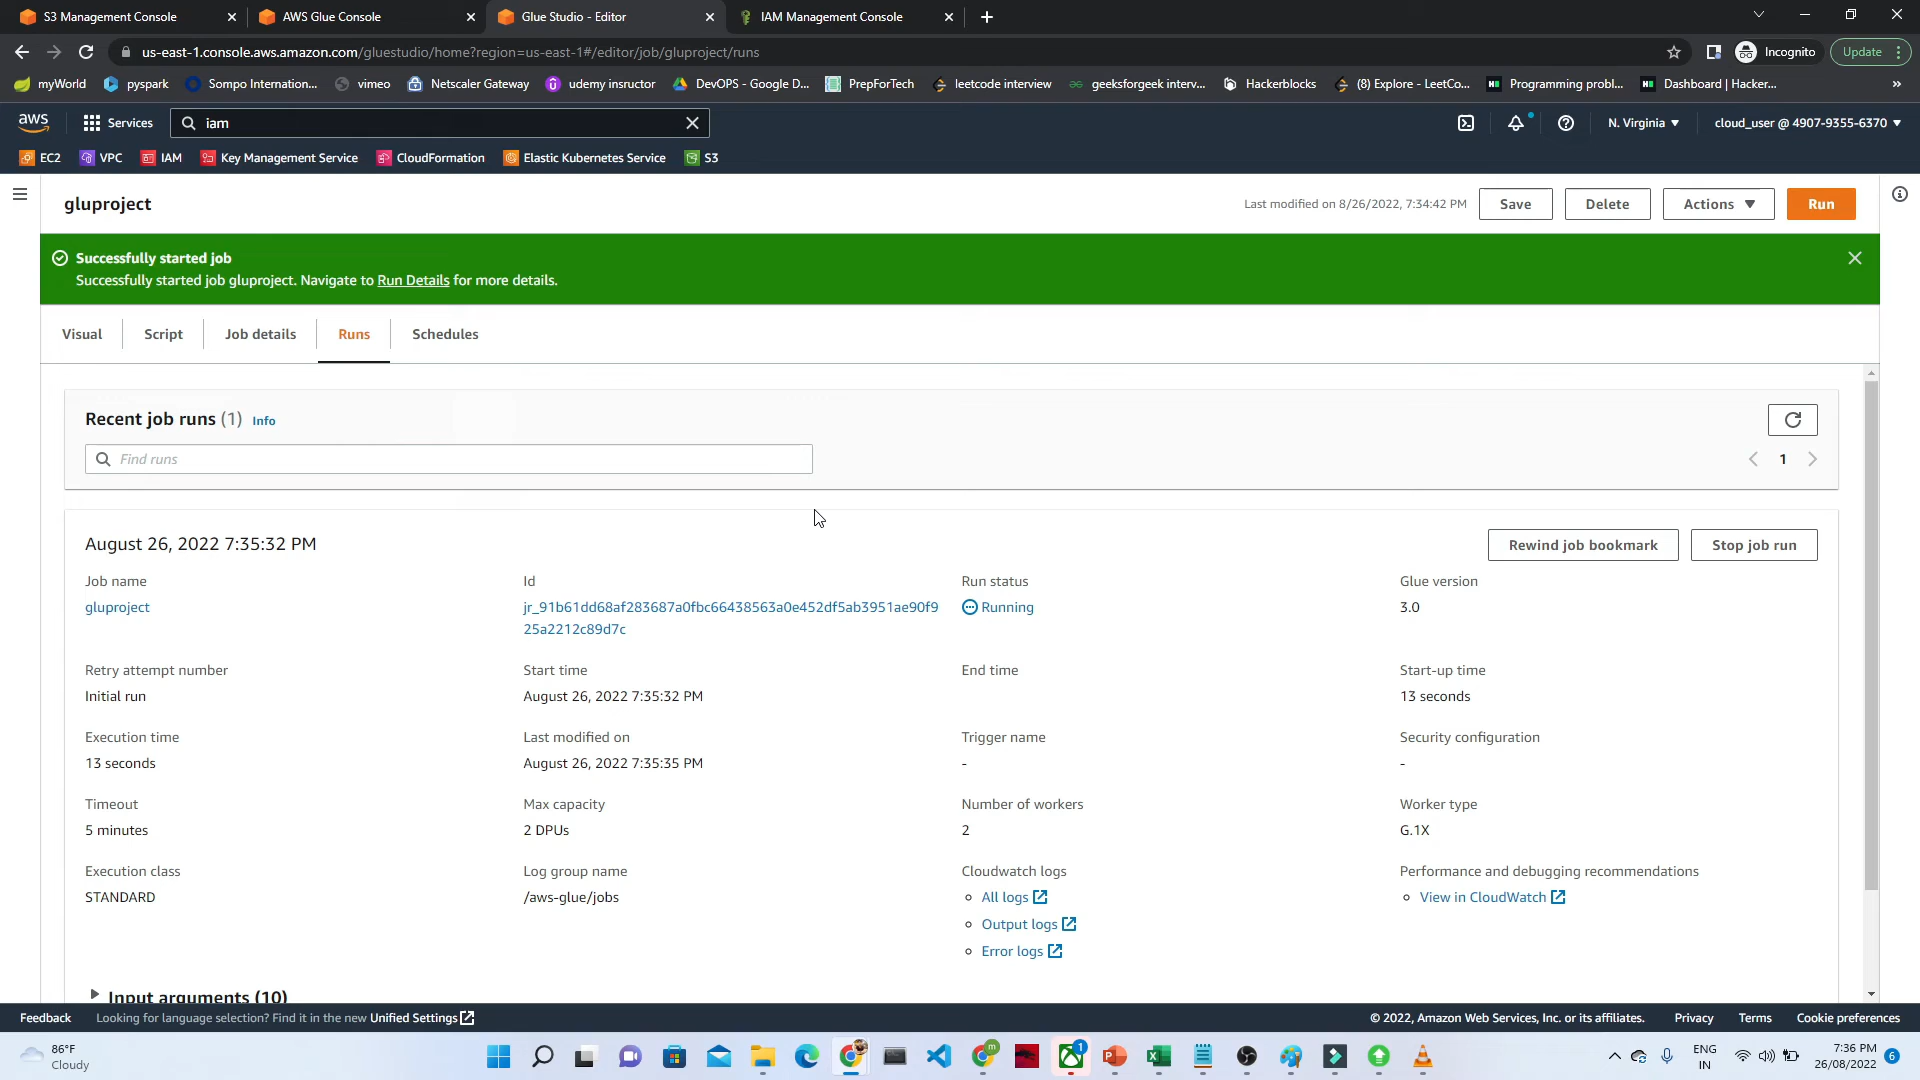 S3 Management Console
AWS Glue Console
Glue Studio - Editor
IAM Management Console
us-east-1.console.aws.amazon.com/gluestudio/home?region=us-east-1#/editor/job/gluproject/runs
Incognito
Update
myWorld
pyspark
Sompo Internation...
vimeo
Netscaler Gateway
udemy insructor
DevOPS - Google D...
PrepForTech
leetcode interview
geeksforgeek interv...
Hackerblocks
(8) Explore - LeetCo...
Programming probl...
Dashboard | Hacker...
»
aws
Services
iam
N. Virginia
cloud_user @ 4907-9355-6370
EC2
VPC
IAM
Key Management Service
CloudFormation
Elastic Kubernetes Service
S3
gluproject
Last modified on 8/26/2022, 7:34:42 PM
Save
Delete
Actions
Run
Successfully started job
Successfully started job gluproject. Navigate to Run Details for more details.
Visual
Script
Job details
Runs
Schedules
Recent job runs (1) Info
Find runs
1
August 26, 2022 7:35:32 PM
Rewind job bookmark
Stop job run
Job name
Id
Run status
Glue version
gluproject
jr_91b61dd68af283687a0fbc66438563a0e452df5ab3951ae90f9
25a2212c89d7c
Running
3.0
Retry attempt number
Start time
End time
Start-up time
Initial run
August 26, 2022 7:35:32 PM
13 seconds
Execution time
Last modified on
Trigger name
Security configuration
13 seconds
August 26, 2022 7:35:35 PM
-
-
Timeout
Max capacity
Number of workers
Worker type
5 minutes
2 DPUs
2
G.1X
Execution class
Log group name
Cloudwatch logs
Performance and debugging recommendations
STANDARD
/aws-glue/jobs
All logs
Output logs
Error logs
View in CloudWatch
Input arguments (10)
Feedback
Looking for language selection? Find it in the new Unified Settings
© 2022, Amazon Web Services, Inc. or its affiliates.
Privacy
Terms
Cookie preferences
86°F
Cloudy
1
ENG
IN
7:36 PM
26/08/2022
6